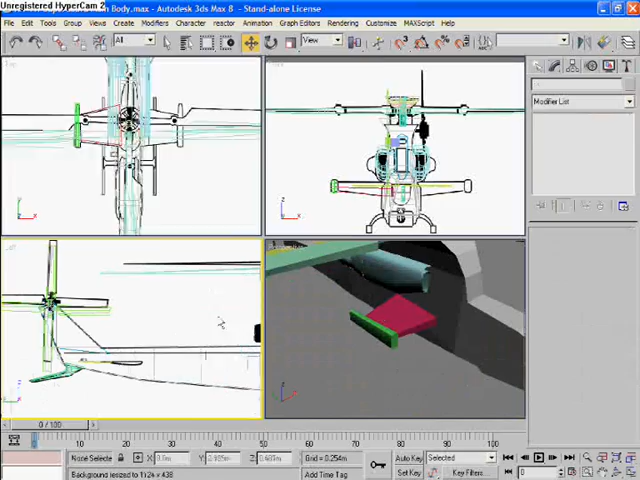 Unregistered HyperCam 2
Body.max - Autodesk 3ds Max 8 - Stand-alone License
File Edit Tools Group Views Create Modifiers Character reactor Animation Graph Editors Rendering Customize MAXScript Help
All
View
Modifier List
0 / 100
0 10 20 30 40 50 60 70 80 90 100
None Selected
X:
Y:
Z:
Grid = 0.254m
Auto Key
Selected
Add Time Tag
Set Key
Key Filters...
0